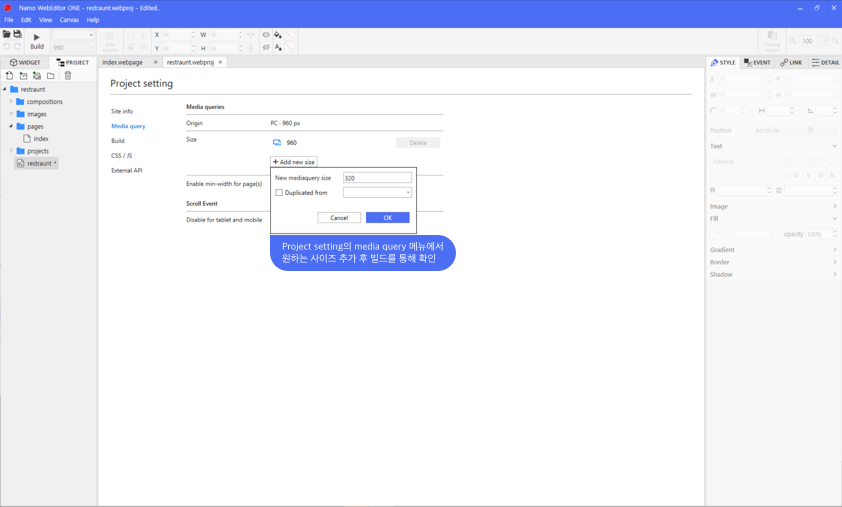 Namo WebEditor ONE - restraunt.webproj - Edited.
File Edit View Canvas Help
X W
Build 960 Y H 100
WIDGET PROJECT index.webpage restraunt.webproj STYLE EVENT LINK DETAIL
restraunt
compositions
images
pages
index
projects
restraunt *
Project setting
Site info
Media query
Build
CSS / JS
External API
Media queries
Origin PC - 960 px
Size 960 Delete
+ Add new size
New mediaquery size 320
Duplicated from
Cancel OK
Enable min-width for page(s)
Scroll Event
Disable for tablet and mobile
Project setting의 media query 메뉴에서
원하는 사이즈 추가 후 빌드를 통해 확인
X Y
W H
Position Absolute
Text
Image
Fill
opacity 100%
Gradient
Border
Shadow